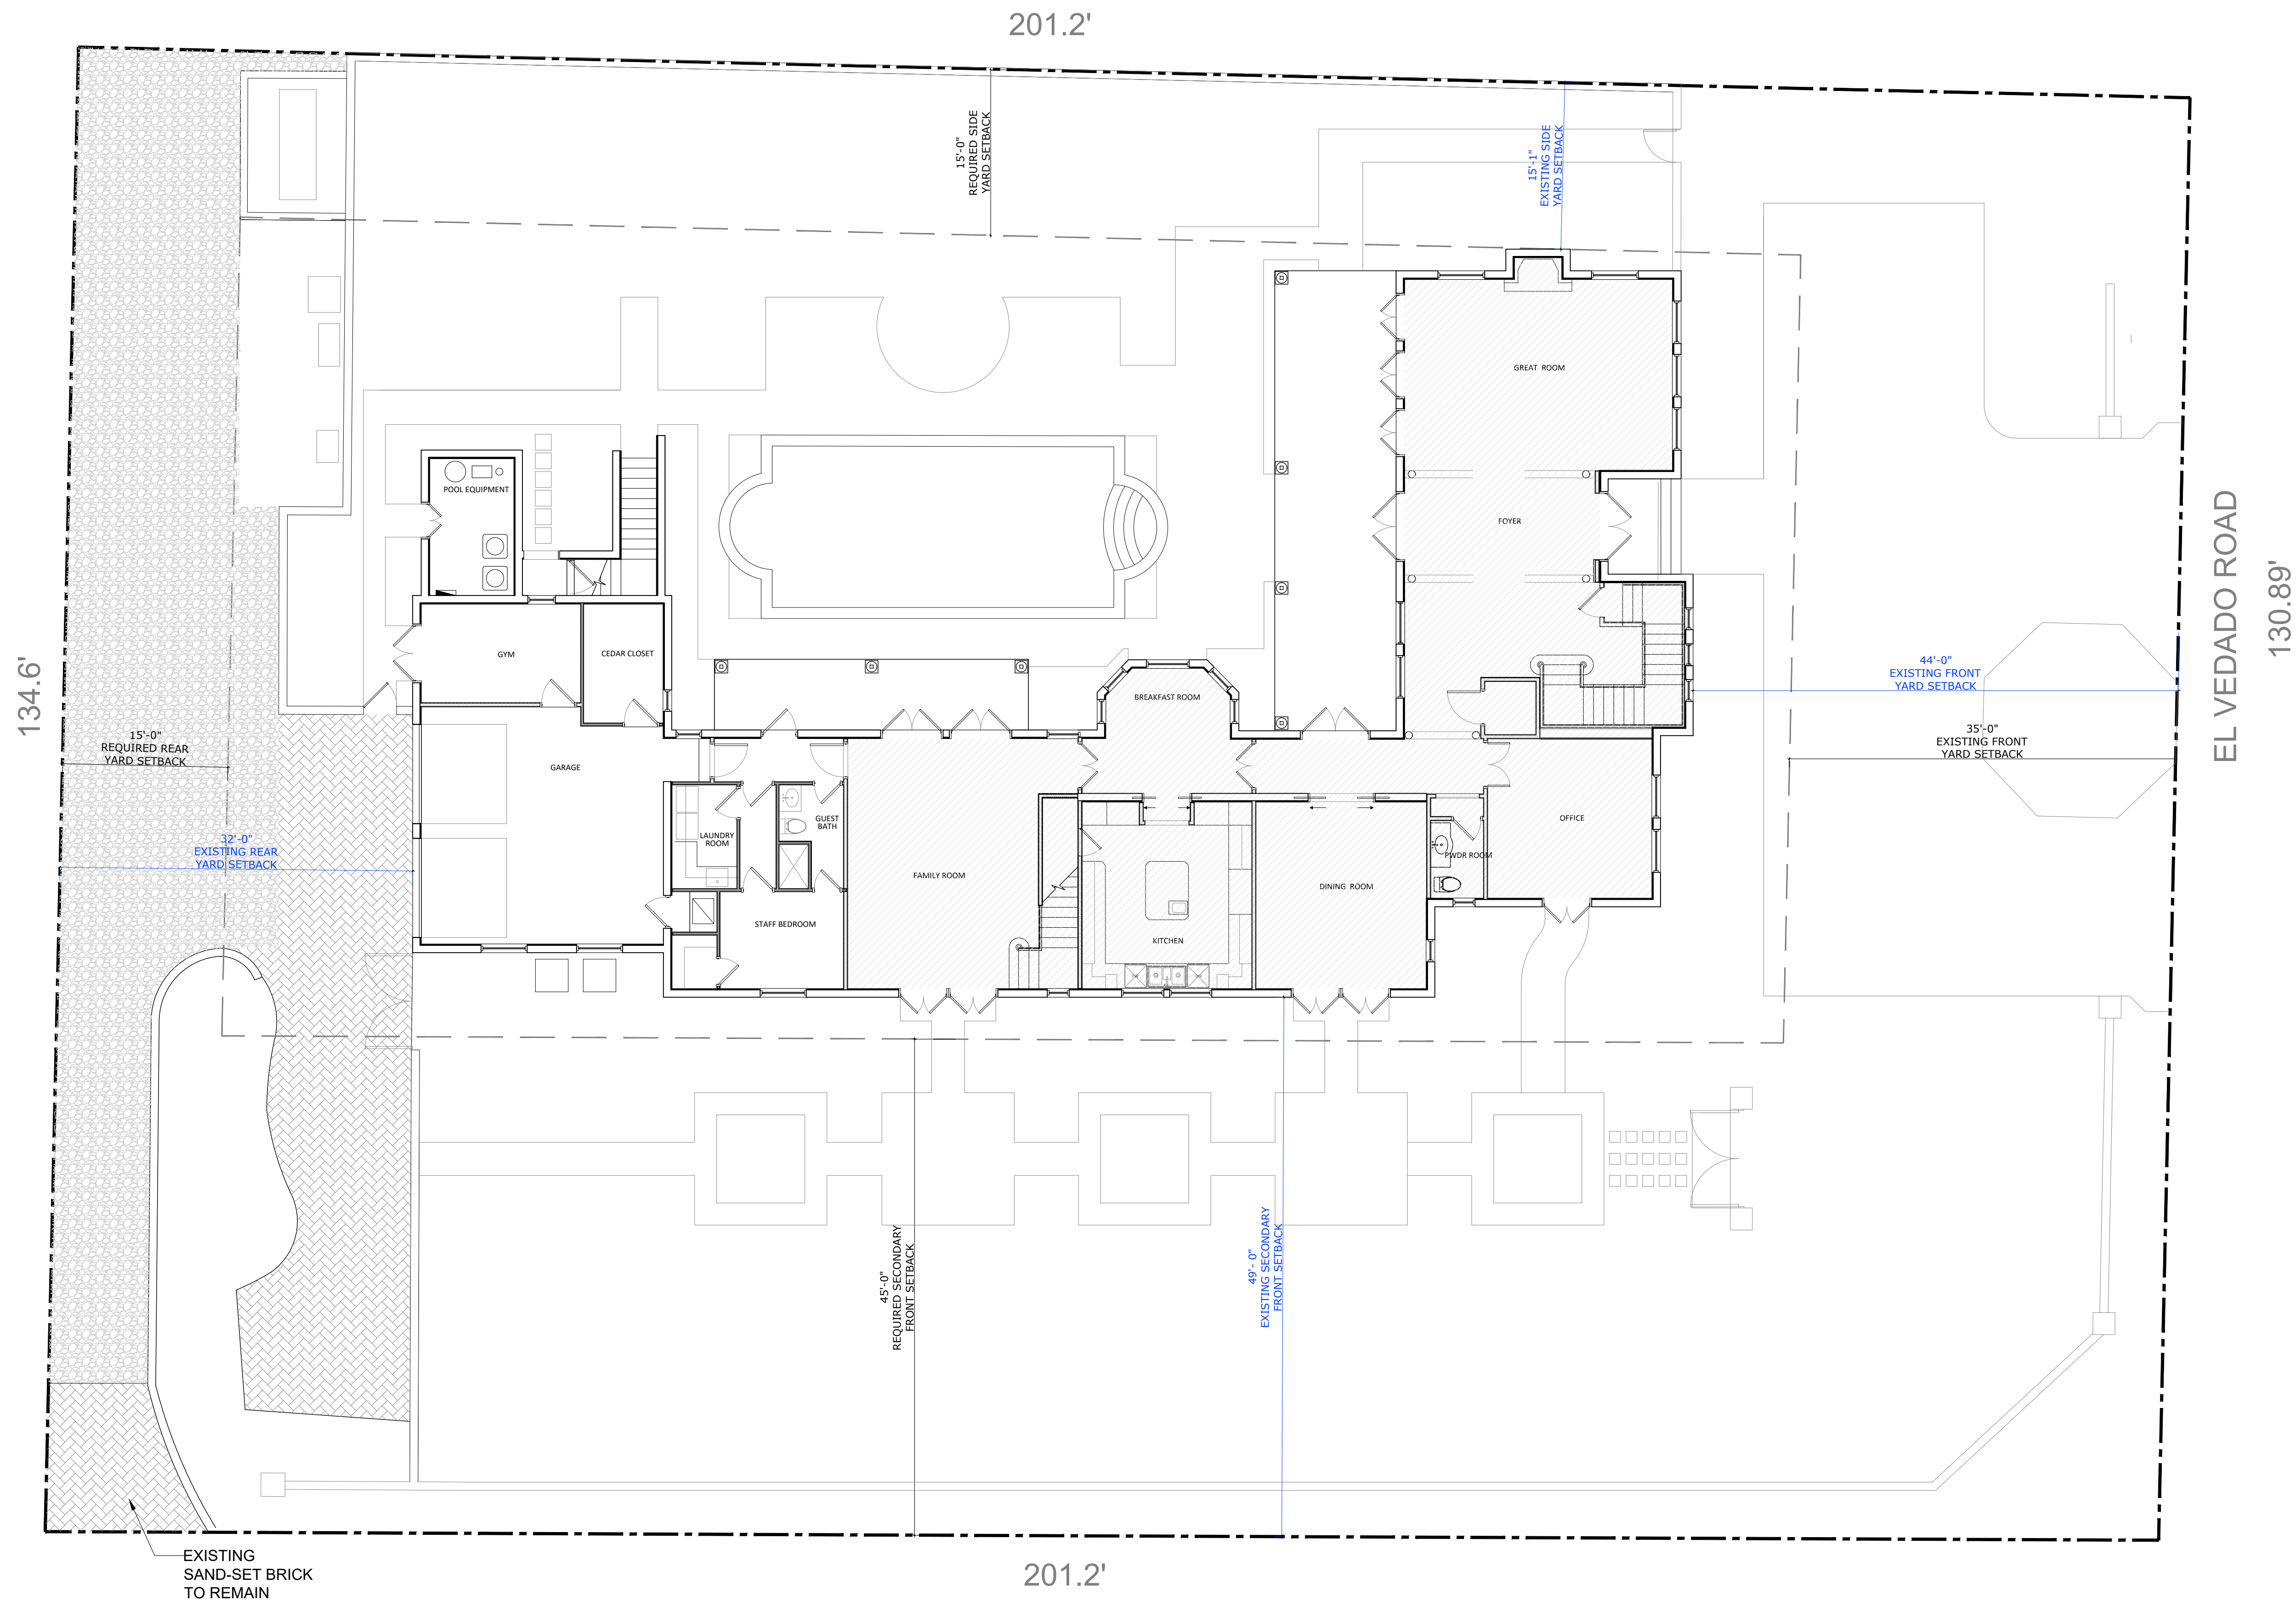 201.2'
15'-0"
REQUIRED SIDE
YARD SETBACK
15'-1"
EXISTING SIDE
YARD SETBACK
GREAT ROOM
POOL EQUIPMENT
FOYER
EL VEDADO ROAD
130.89'
134.6'
GYM
CEDAR CLOSET
BREAKFAST ROOM
44'-0"
EXISTING FRONT
YARD SETBACK
15'-0"
REQUIRED REAR
YARD SETBACK
35'-0"
EXISTING FRONT
YARD SETBACK
GARAGE
32'-0"
EXISTING REAR
YARD SETBACK
LAUNDRY
ROOM
GUEST
BATH
OFFICE
PWDR ROOM
FAMILY ROOM
DINING ROOM
STAFF BEDROOM
KITCHEN
45'-0"
REQUIRED SECONDARY
FRONT SETBACK
49'- 0"
EXISTING SECONDARY
FRONT SETBACK
EXISTING
SAND-SET BRICK
TO REMAIN
201.2'